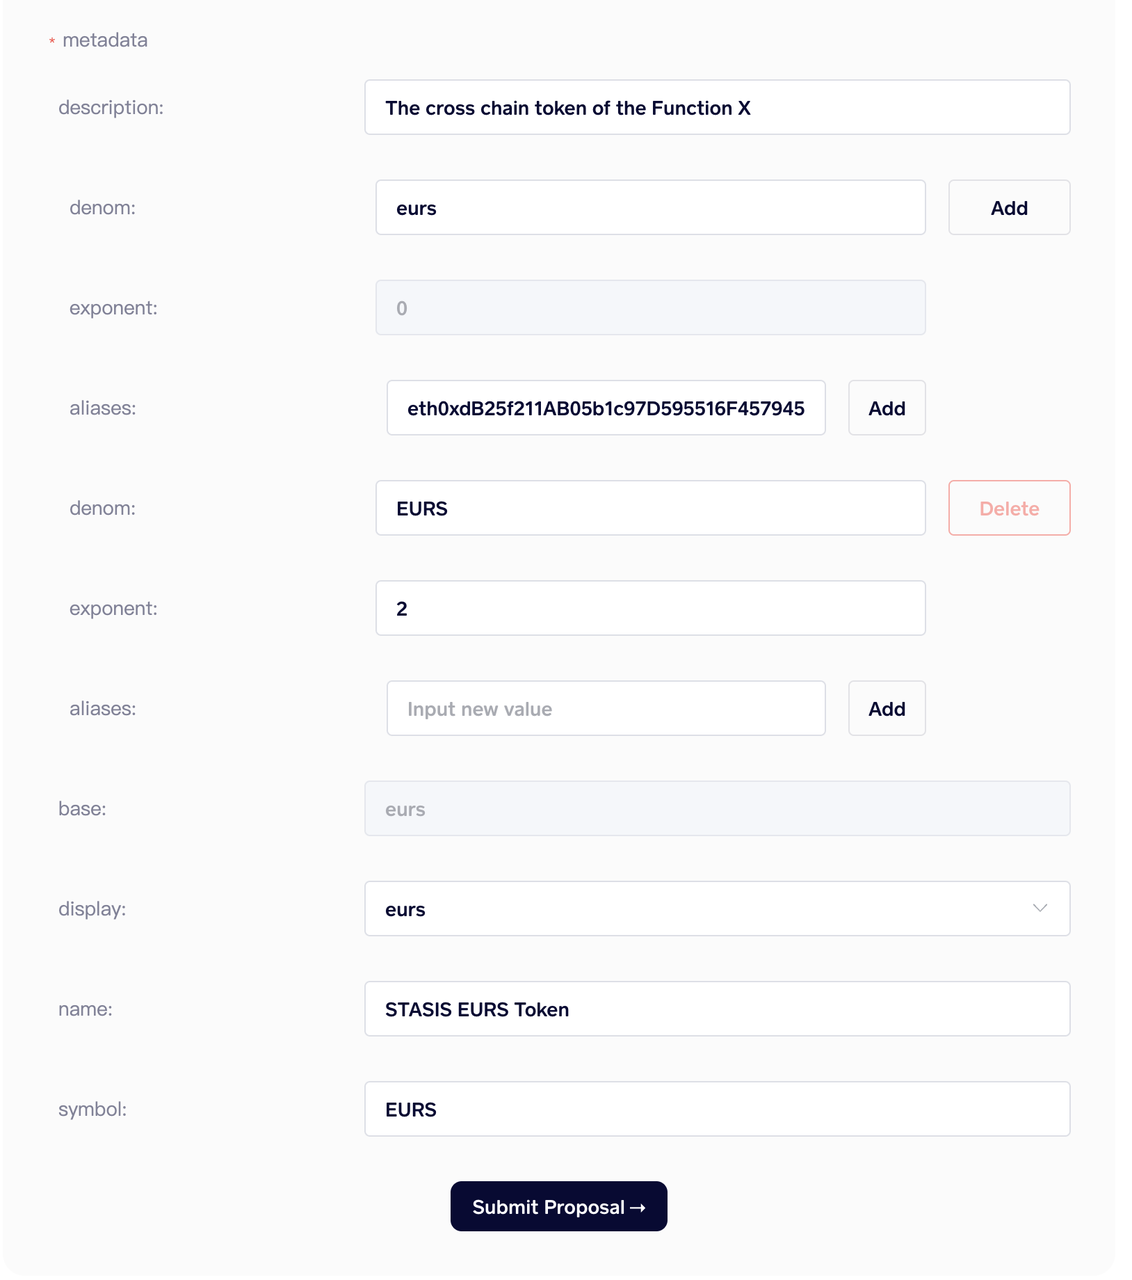 * metadata
description: The cross chain token of the Function X
denom: eurs Add
exponent: 0
aliases: eth0xdB25f211AB05b1c97D595516F457945 Add
denom: EURS Delete
exponent: 2
aliases: Input new value Add
base: eurs
display: eurs
name: STASIS EURS Token
symbol: EURS
Submit Proposal →